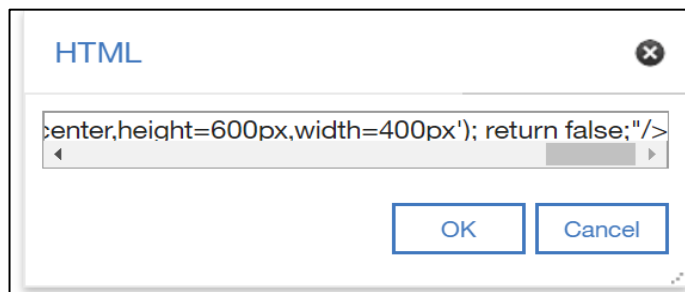 HTML
center,height=600px,width=400px'); return false;"/>
OK
Cancel